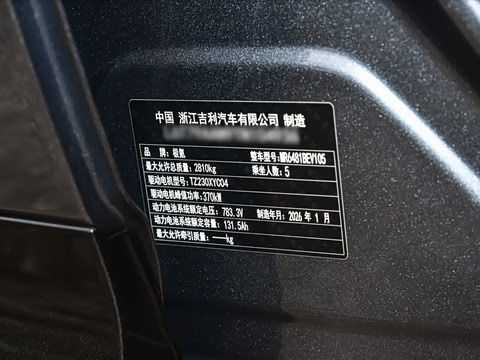 中国 浙江吉利汽车有限公司 制造
品 牌：极氪 整车型号：MR6481BEV105
最大允许总质量：2810kg 乘坐人数：5
驱动电机型号：TZ230XYC04
驱动电机峰值功率：370kW
动力电池系统额定电压：783.3V 制造年月：2026 年 1 月
动力电池系统额定容量：131.5Ah
最大允许牵引质量：——kg